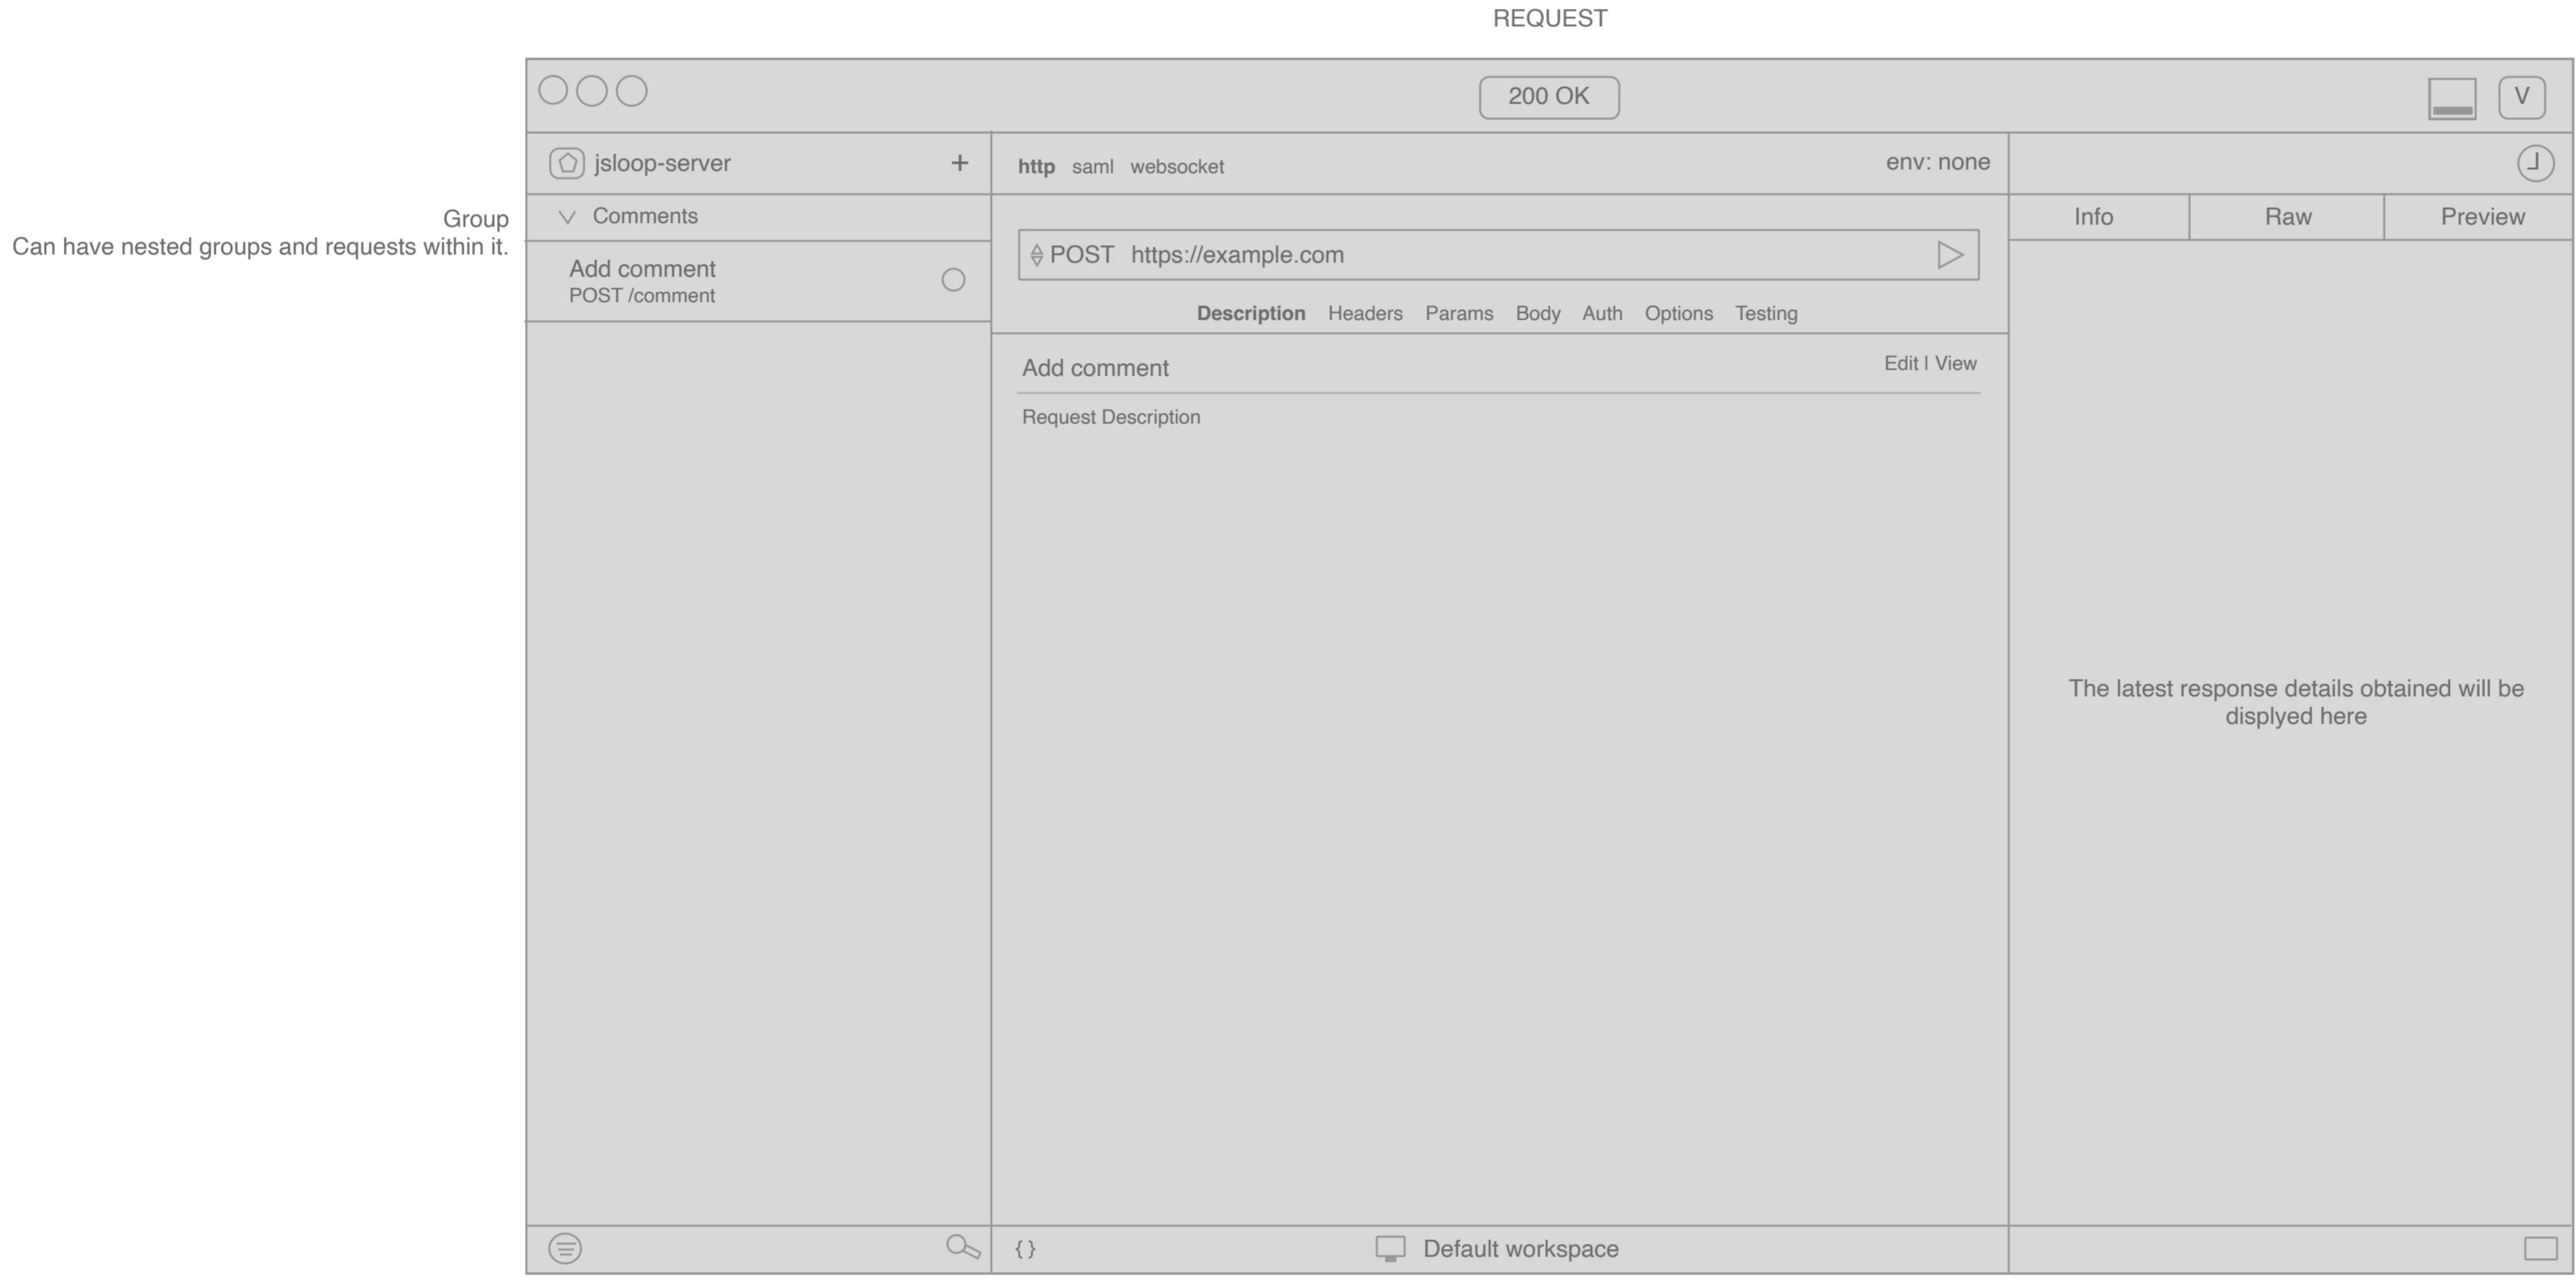 REQUEST
200 OK
V
jsloop-server +
http saml websocket
env: none
Group
Can have nested groups and requests within it.
Comments
Info Raw Preview
Add comment
POST /comment
POST https://example.com
Description Headers Params Body Auth Options Testing
Add comment
Edit | View
Request Description
The latest response details obtained will be
displyed here
{ }
Default workspace